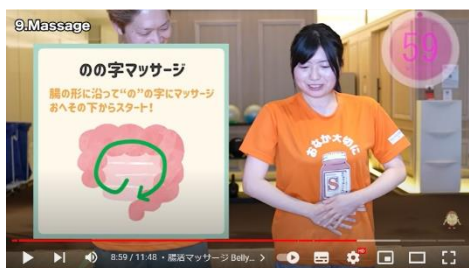 9.Massage
59
のの字マッサージ
腸の形に沿って“の”の字にマッサージ
おへその下からスタート！
おなか大切に
S
8:59 / 11:48 • 腸活マッサージ Belly...